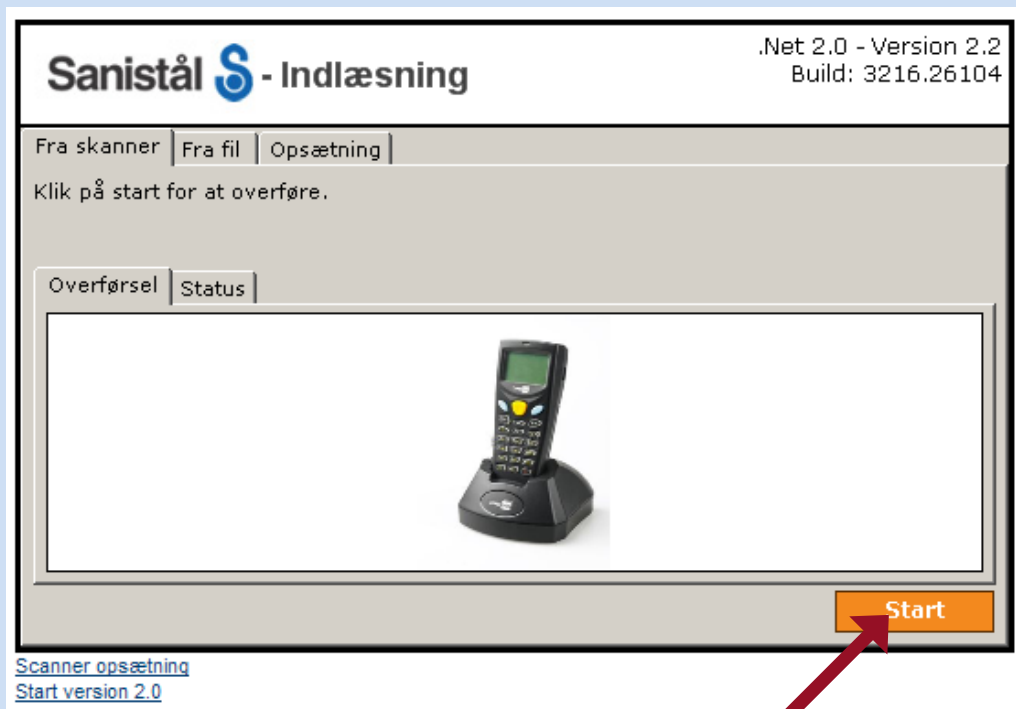 Sanistål S - Indlæsning
.Net 2.0 - Version 2.2
Build: 3216.26104
Fra skanner Fra fil Opsætning
Klik på start for at overføre.
Overførsel Status
Start
Scanner opsætning
Start version 2.0